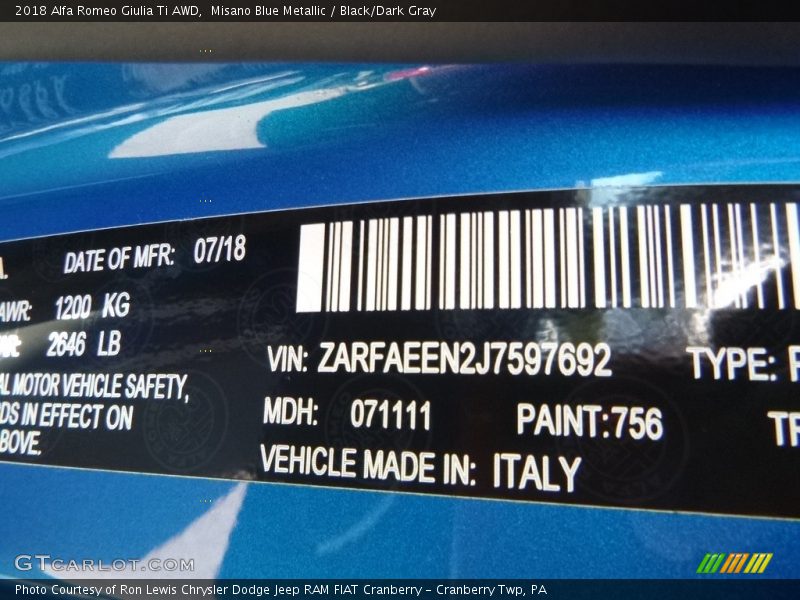 2018 Alfa Romeo Giulia Ti AWD,  Misano Blue Metallic / Black/Dark Gray
DATE OF MFR: 07/18
AWR: 1200 KG
2646 LB
VIN: ZARFAEEN2J7597692
TYPE:
AL MOTOR VEHICLE SAFETY,
DS IN EFFECT ON
BOVE.
MDH: 071111
PAINT:756
VEHICLE MADE IN: ITALY
GTCARLOT.COM
Photo Courtesy of Ron Lewis Chrysler Dodge Jeep RAM FIAT Cranberry – Cranberry Twp, PA